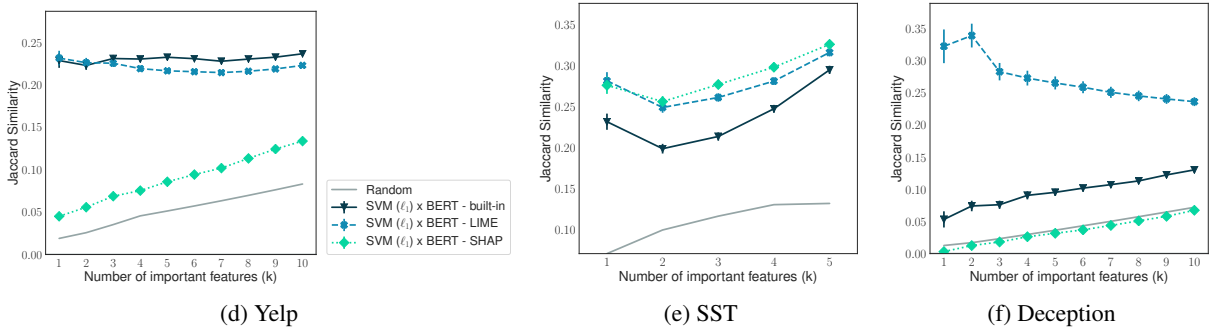 0.25
0.20
0.15
0.10
0.05
0.00
Jaccard Similarity
1 2 3 4 5 6 7 8 9 10
Number of important features (k)
Random
SVM (ℓ₁) x BERT - built-in
SVM (ℓ₁) x BERT - LIME
SVM (ℓ₁) x BERT - SHAP
(d) Yelp
0.35
0.30
0.25
0.20
0.15
0.10
Jaccard Similarity
1 2 3 4 5
Number of important features (k)
(e) SST
0.35
0.30
0.25
0.20
0.15
0.10
0.05
0.00
Jaccard Similarity
1 2 3 4 5 6 7 8 9 10
Number of important features (k)
(f) Deception